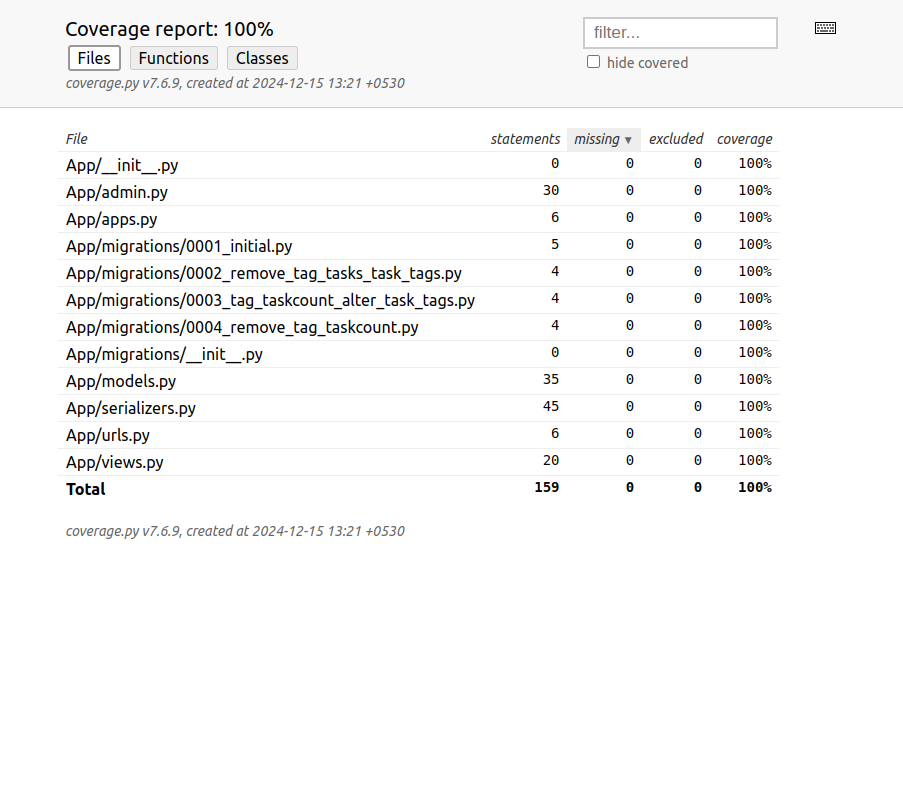 Coverage report: 100%
filter...
Files Functions Classes
hide covered
coverage.py v7.6.9, created at 2024-12-15 13:21 +0530
File statements missing ▼ excluded coverage
App/__init__.py 0 0 0 100%
App/admin.py 30 0 0 100%
App/apps.py 6 0 0 100%
App/migrations/0001_initial.py 5 0 0 100%
App/migrations/0002_remove_tag_tasks_task_tags.py 4 0 0 100%
App/migrations/0003_tag_taskcount_alter_task_tags.py 4 0 0 100%
App/migrations/0004_remove_tag_taskcount.py 4 0 0 100%
App/migrations/__init__.py 0 0 0 100%
App/models.py 35 0 0 100%
App/serializers.py 45 0 0 100%
App/urls.py 6 0 0 100%
App/views.py 20 0 0 100%
Total 159 0 0 100%
coverage.py v7.6.9, created at 2024-12-15 13:21 +0530